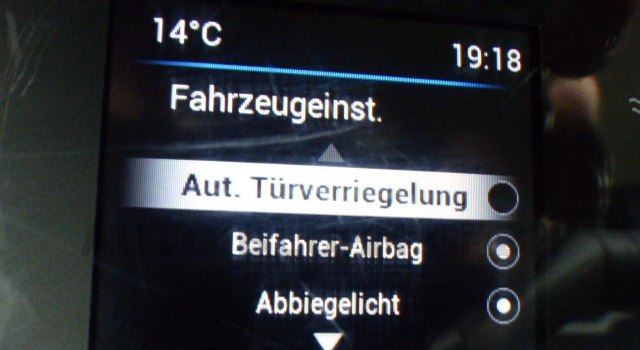 14°C
19:18
Fahrzeugeinst.
Aut. Türverriegelung
Beifahrer-Airbag
Abbiegelicht